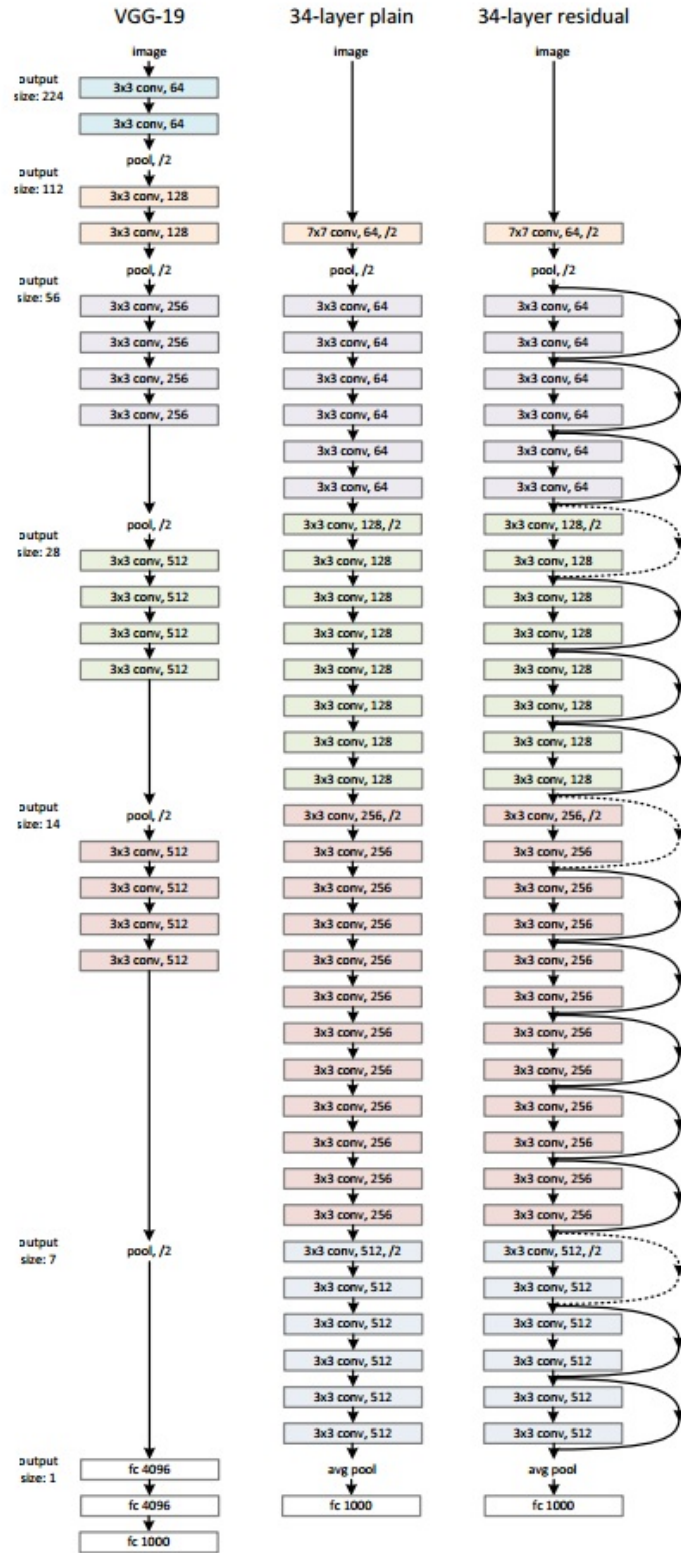 VGG-19
image
output
size: 224
3x3 conv, 64
3x3 conv, 64
pool, /2
output
size: 112
3x3 conv, 128
3x3 conv, 128
pool, /2
output
size: 56
3x3 conv, 256
3x3 conv, 256
3x3 conv, 256
3x3 conv, 256
pool, /2
output
size: 28
3x3 conv, 512
3x3 conv, 512
3x3 conv, 512
3x3 conv, 512
output
size: 14
pool, /2
3x3 conv, 512
3x3 conv, 512
3x3 conv, 512
3x3 conv, 512
output
size: 7
pool, /2
output
size: 1
fc 4096
fc 4096
fc 1000
34-layer plain
image
7x7 conv, 64, /2
pool, /2
3x3 conv, 64
3x3 conv, 64
3x3 conv, 64
3x3 conv, 64
3x3 conv, 64
3x3 conv, 64
3x3 conv, 128, /2
3x3 conv, 128
3x3 conv, 128
3x3 conv, 128
3x3 conv, 128
3x3 conv, 128
3x3 conv, 128
3x3 conv, 128
3x3 conv, 256, /2
3x3 conv, 256
3x3 conv, 256
3x3 conv, 256
3x3 conv, 256
3x3 conv, 256
3x3 conv, 256
3x3 conv, 256
3x3 conv, 256
3x3 conv, 256
3x3 conv, 256
3x3 conv, 256
3x3 conv, 512, /2
3x3 conv, 512
3x3 conv, 512
3x3 conv, 512
3x3 conv, 512
3x3 conv, 512
avg pool
fc 1000
34-layer residual
image
7x7 conv, 64, /2
pool, /2
3x3 conv, 64
3x3 conv, 64
3x3 conv, 64
3x3 conv, 64
3x3 conv, 64
3x3 conv, 64
3x3 conv, 128, /2
3x3 conv, 128
3x3 conv, 128
3x3 conv, 128
3x3 conv, 128
3x3 conv, 128
3x3 conv, 128
3x3 conv, 128
3x3 conv, 256, /2
3x3 conv, 256
3x3 conv, 256
3x3 conv, 256
3x3 conv, 256
3x3 conv, 256
3x3 conv, 256
3x3 conv, 256
3x3 conv, 256
3x3 conv, 256
3x3 conv, 256
3x3 conv, 256
3x3 conv, 512, /2
3x3 conv, 512
3x3 conv, 512
3x3 conv, 512
3x3 conv, 512
3x3 conv, 512
avg pool
fc 1000